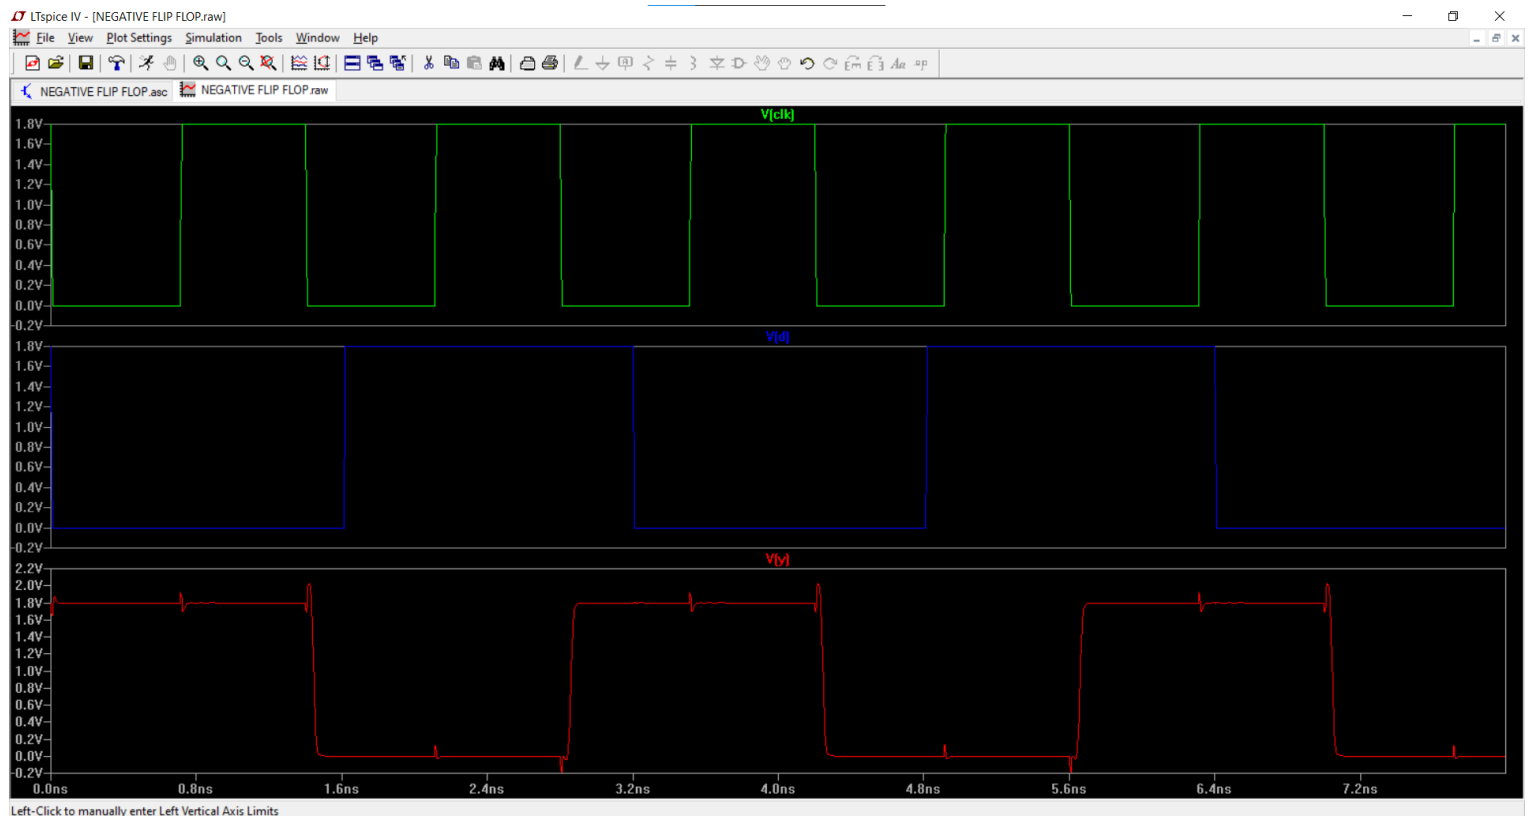 LTspice IV - [NEGATIVE FLIP FLOP.raw]
File View Plot Settings Simulation Tools Window Help
NEGATIVE FLIP FLOP.asc NEGATIVE FLIP FLOP.raw
V(clk)
1.8V
1.6V
1.4V
1.2V
1.0V
0.8V
0.6V
0.4V
0.2V
0.0V
-0.2V
V(d)
1.8V
1.6V
1.4V
1.2V
1.0V
0.8V
0.6V
0.4V
0.2V
0.0V
-0.2V
V(y)
2.2V
2.0V
1.8V
1.6V
1.4V
1.2V
1.0V
0.8V
0.6V
0.4V
0.2V
0.0V
-0.2V
0.0ns 0.8ns 1.6ns 2.4ns 3.2ns 4.0ns 4.8ns 5.6ns 6.4ns 7.2ns
Left-Click to manually enter Left Vertical Axis Limits